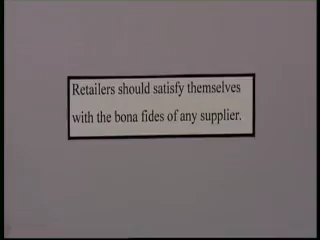 Retailers should satisfy themselves
with the bona fides of any supplier.